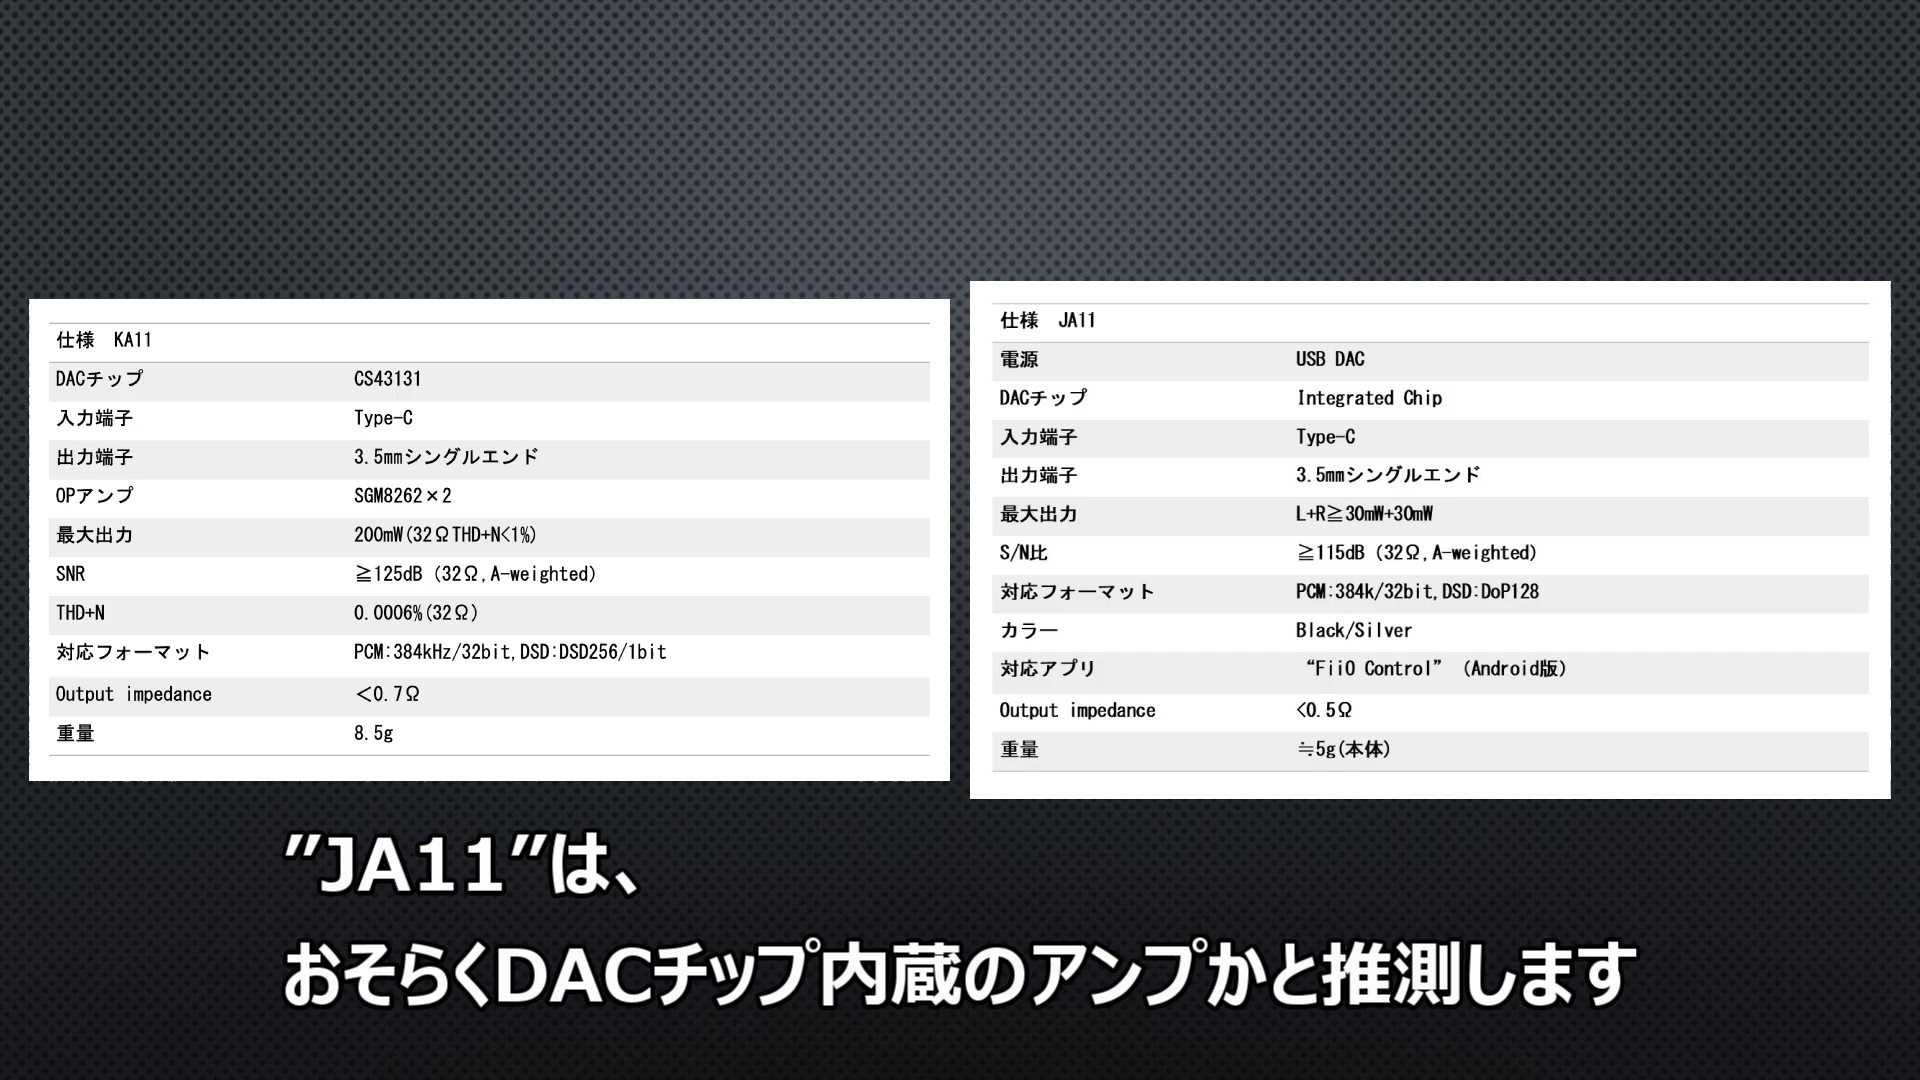 仕様　KA11
DACチップ　CS43131
入力端子　Type-C
出力端子　3.5mmシングルエンド
OPアンプ　SGM8262×2
最大出力　200mW(32ΩTHD+N<1%)
SNR　≧125dB (32Ω,A-weighted)
THD+N　0.0006%(32Ω)
対応フォーマット　PCM:384kHz/32bit,DSD:DSD256/1bit
Output impedance　＜0.7Ω
重量　8.5g
仕様　JA11
電源　USB DAC
DACチップ　Integrated Chip
入力端子　Type-C
出力端子　3.5mmシングルエンド
最大出力　L+R≧30mW+30mW
S/N比　≧115dB (32Ω,A-weighted)
対応フォーマット　PCM:384k/32bit,DSD:DoP128
カラー　Black/Silver
対応アプリ　“FiiO Control” (Android版)
Output impedance　<0.5Ω
重量　≒5g(本体)
”JA11”は、
おそらくDACチップ内蔵のアンプかと推測します